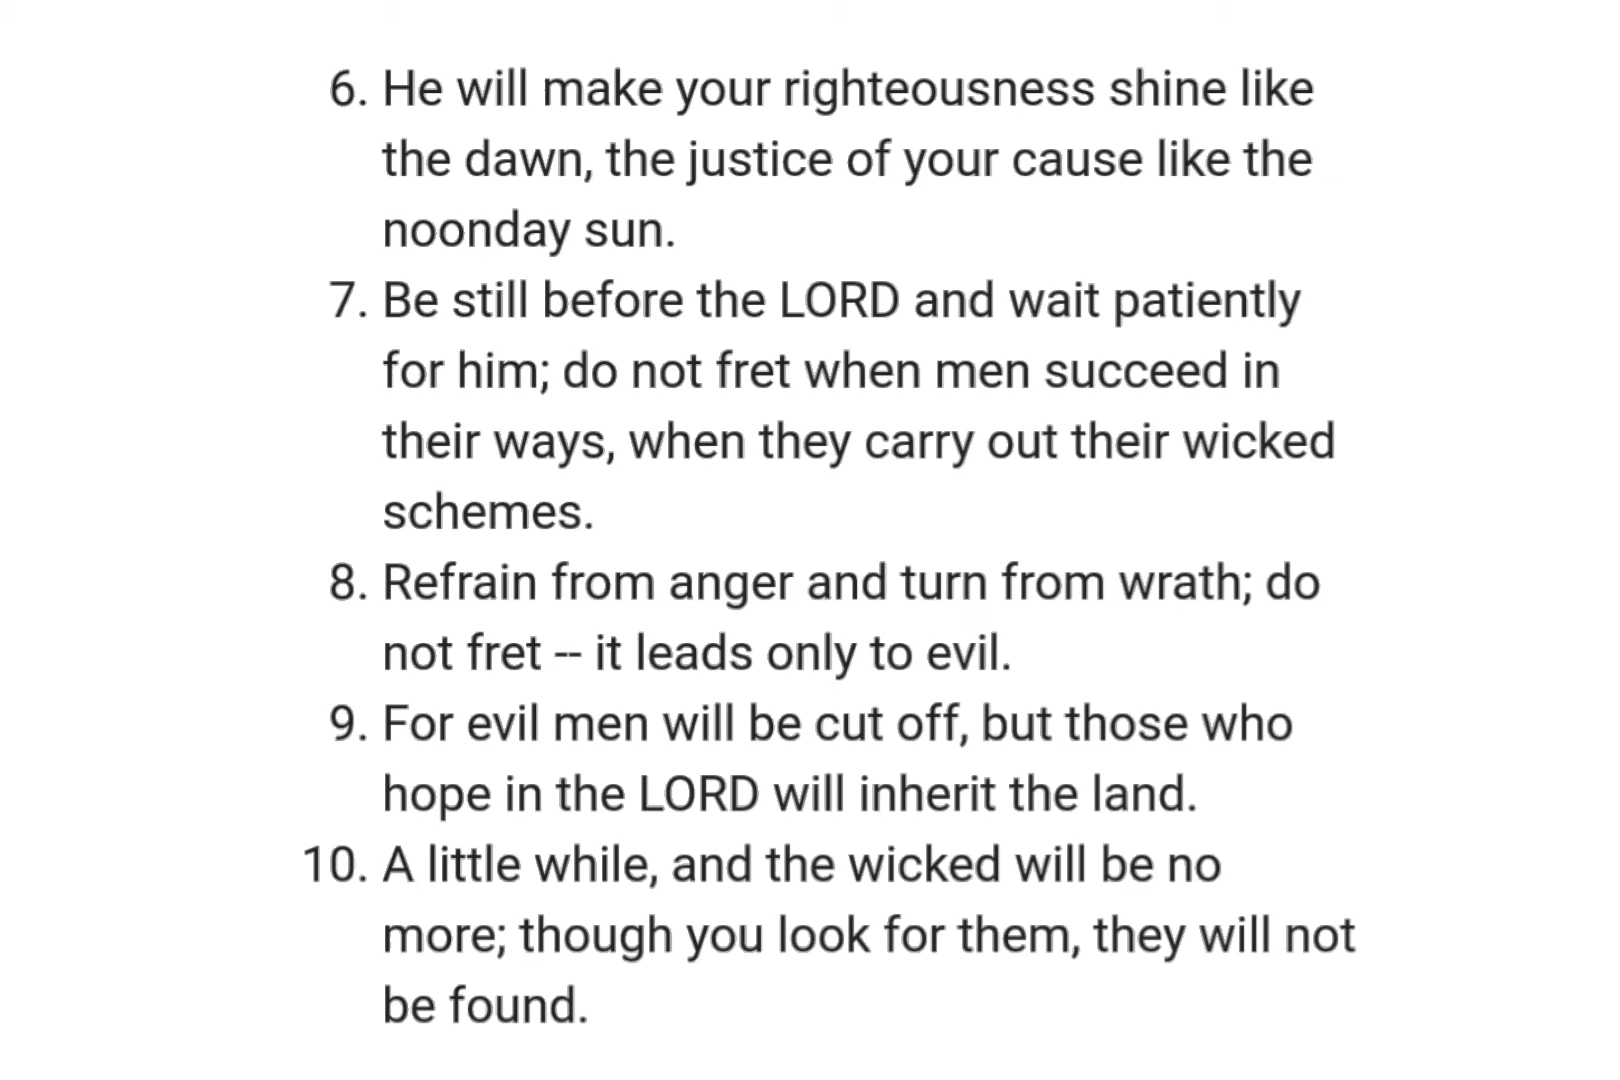 6. He will make your righteousness shine like
the dawn, the justice of your cause like the
noonday sun.
7. Be still before the LORD and wait patiently
for him; do not fret when men succeed in
their ways, when they carry out their wicked
schemes.
8. Refrain from anger and turn from wrath; do
not fret -- it leads only to evil.
9. For evil men will be cut off, but those who
hope in the LORD will inherit the land.
10. A little while, and the wicked will be no
more; though you look for them, they will not
be found.